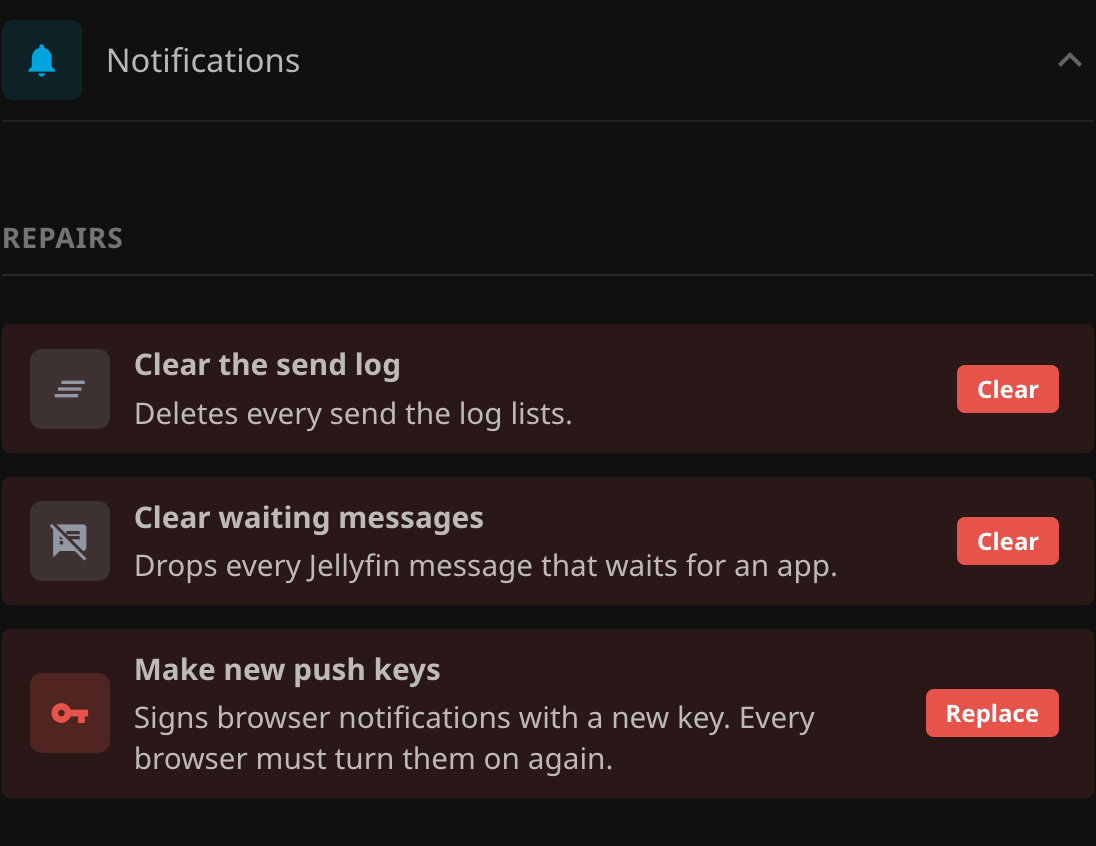 Notifications
REPAIRS
Clear the send log
Deletes every send the log lists.
Clear
Clear waiting messages
Drops every Jellyfin message that waits for an app.
Clear
Make new push keys
Signs browser notifications with a new key. Every
browser must turn them on again.
Replace